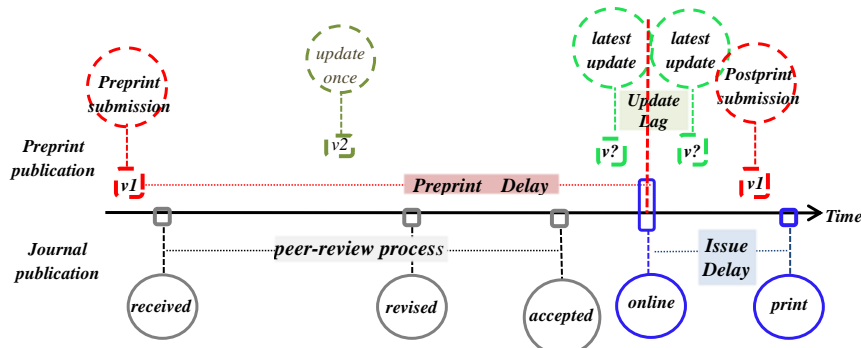 Preprint
submission
update
once
latest
update
latest
update
Postprint
submission
Update
Lag
Preprint
publication
v1
v2
v?
v?
v1
Preprint Delay
Time
Journal
publication
peer-review process
Issue
Delay
received
revised
accepted
online
print